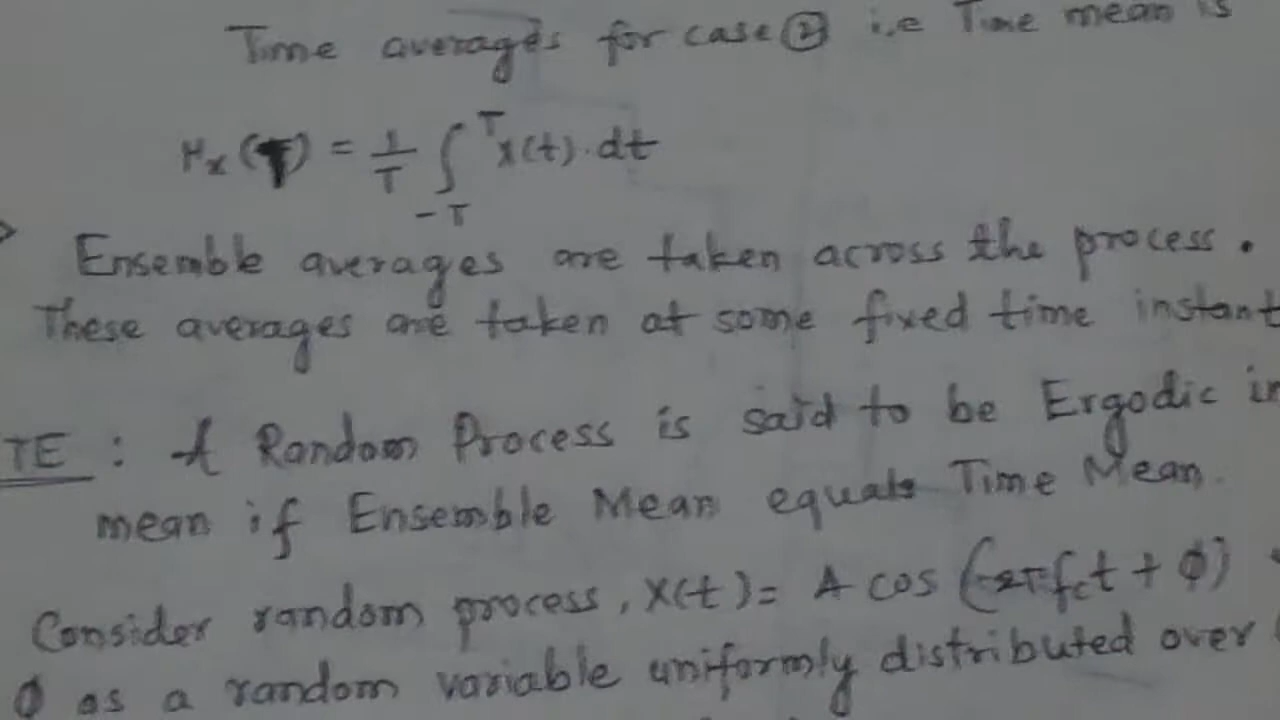 Time averages for case ② i.e Time mean is
μx(T) = 1/T ∫_{-T}^{T} x(t).dt
Ensemble averages are taken across the process.
These averages are taken at some fixed time instant
TE : A Random Process is said to be Ergodic in
mean if Ensemble Mean equals Time Mean.
Consider random process, X(t) = A cos (2πfct + φ)
φ as a random variable uniformly distributed over